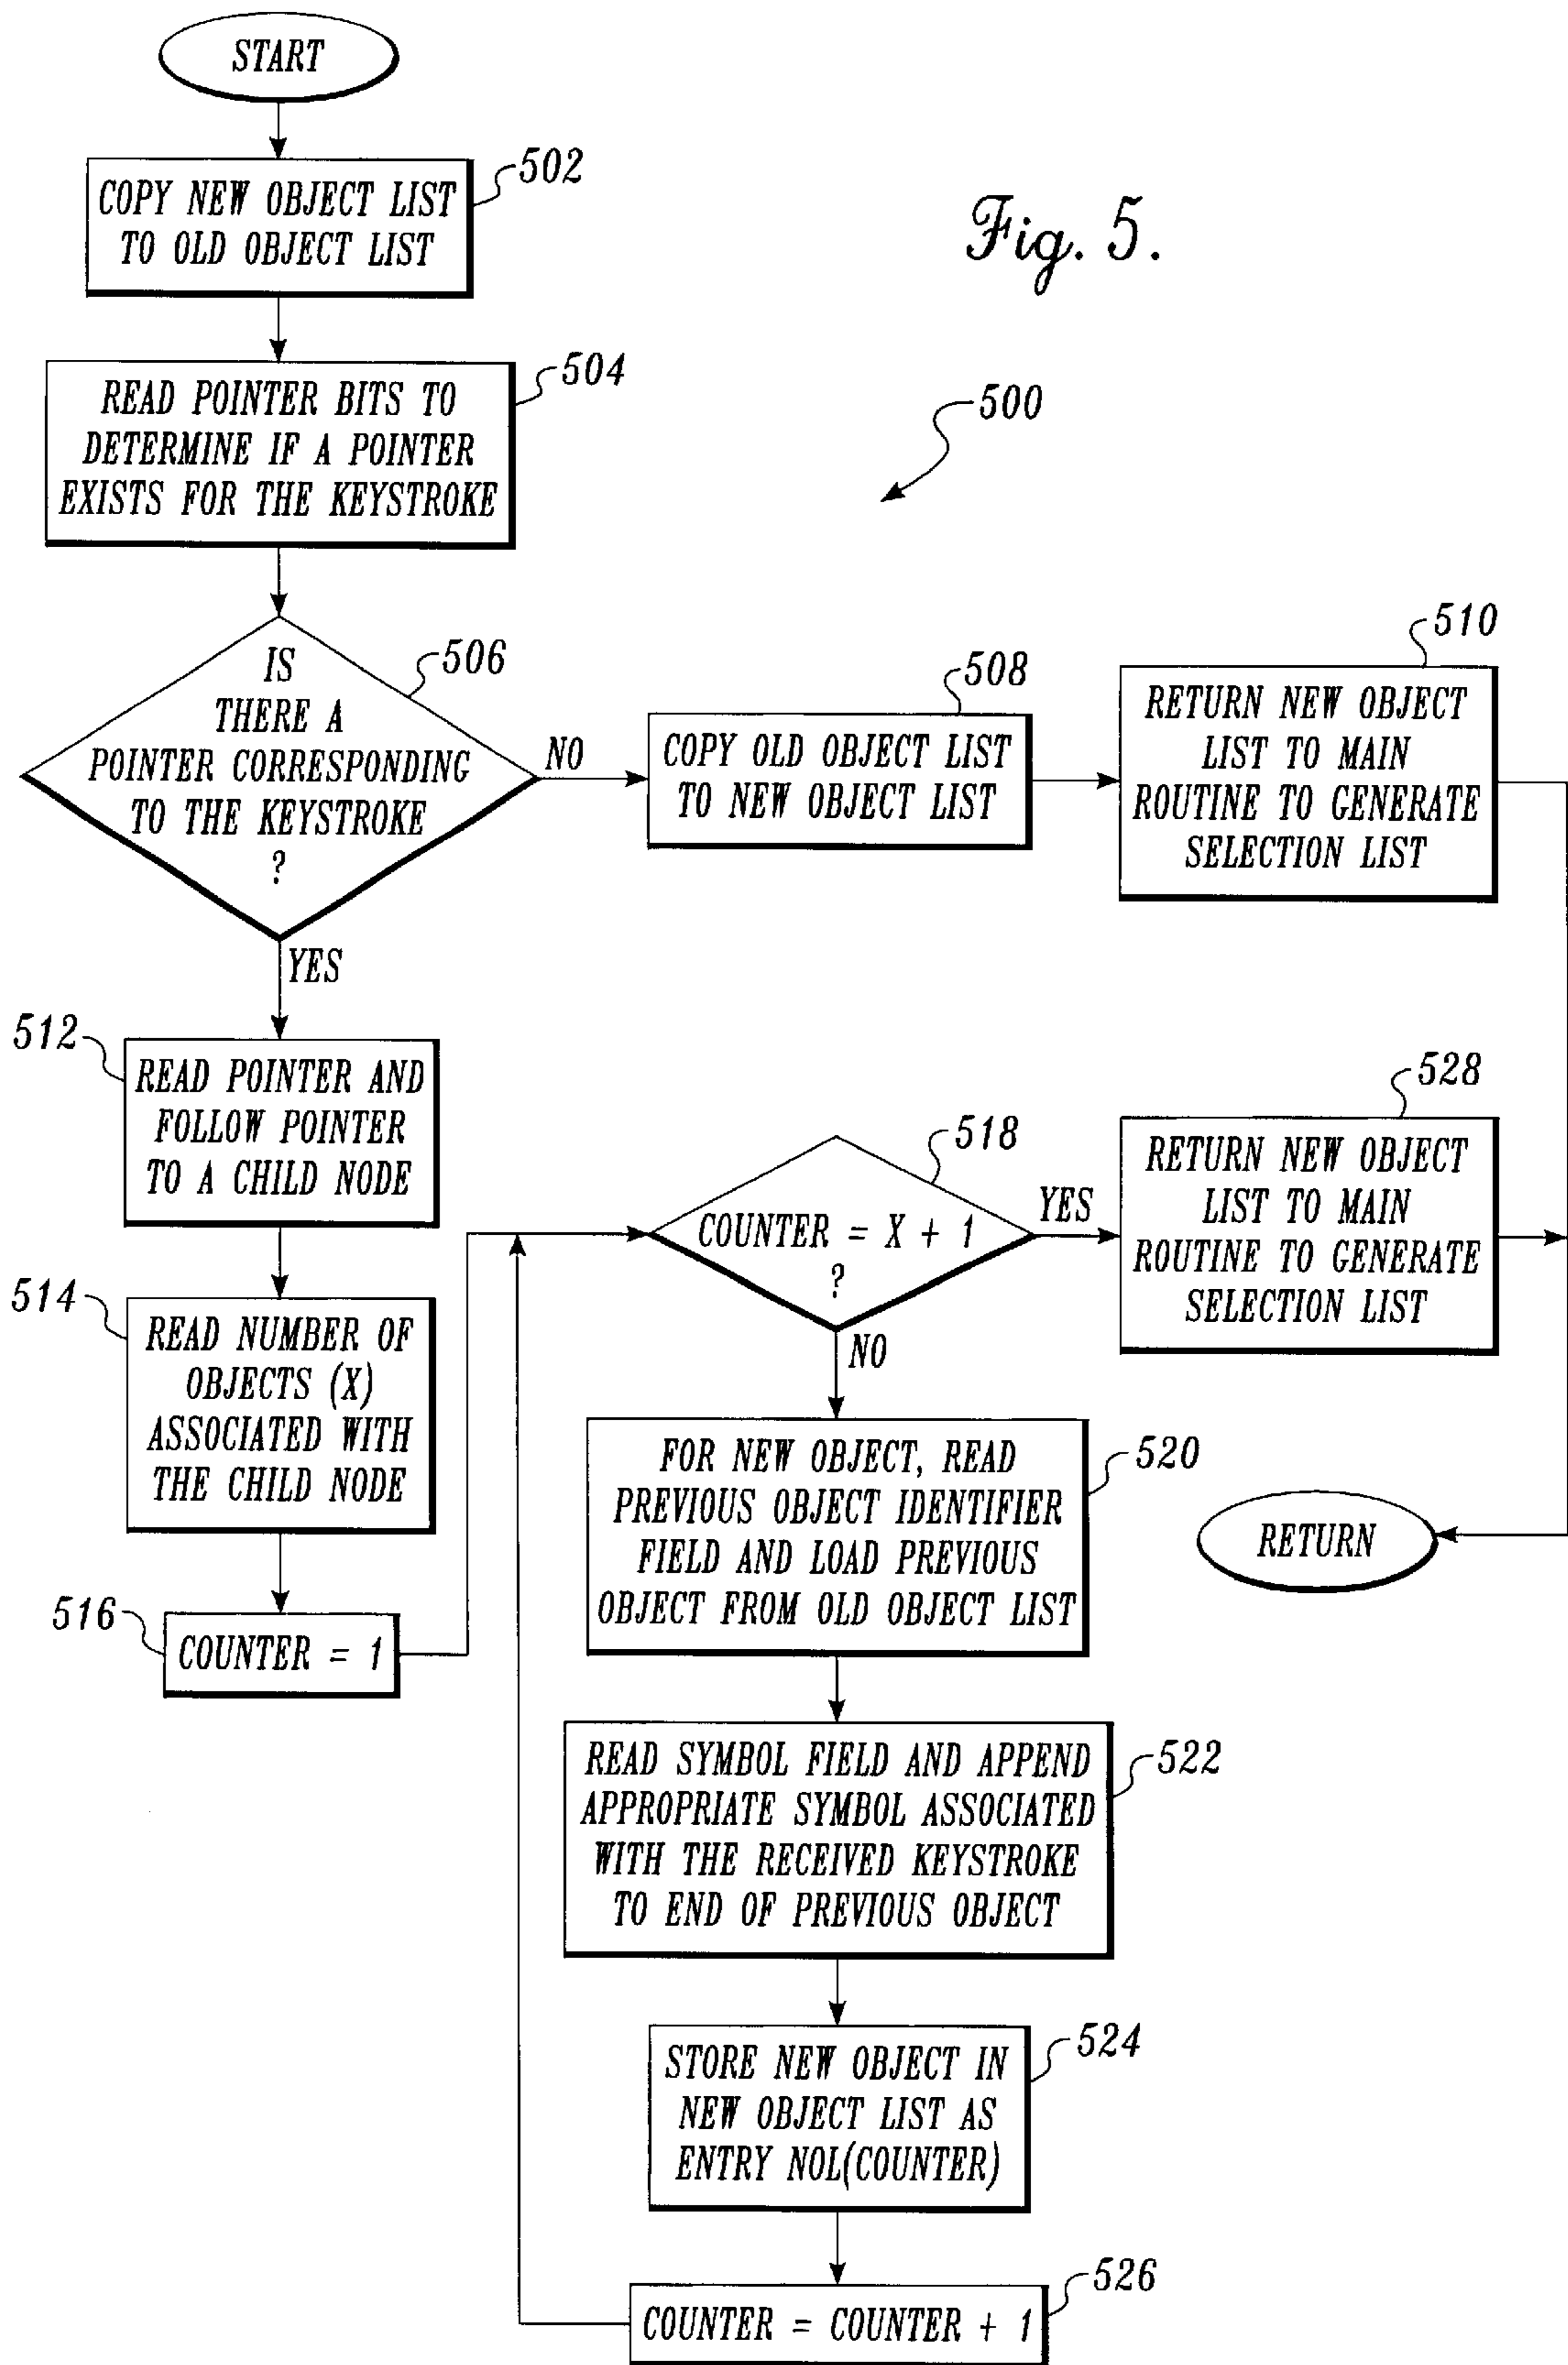 START
502
COPY NEW OBJECT LIST
TO OLD OBJECT LIST
Fig. 5.
504
READ POINTER BITS TO
DETERMINE IF A POINTER
EXISTS FOR THE KEYSTROKE
500
506
IS
THERE A
POINTER CORRESPONDING
TO THE KEYSTROKE
?
NO
508
COPY OLD OBJECT LIST
TO NEW OBJECT LIST
510
RETURN NEW OBJECT
LIST TO MAIN
ROUTINE TO GENERATE
SELECTION LIST
YES
512
READ POINTER AND
FOLLOW POINTER
TO A CHILD NODE
514
READ NUMBER OF
OBJECTS (X)
ASSOCIATED WITH
THE CHILD NODE
516
COUNTER = 1
518
COUNTER = X + 1
?
YES
528
RETURN NEW OBJECT
LIST TO MAIN
ROUTINE TO GENERATE
SELECTION LIST
NO
520
FOR NEW OBJECT, READ
PREVIOUS OBJECT IDENTIFIER
FIELD AND LOAD PREVIOUS
OBJECT FROM OLD OBJECT LIST
RETURN
522
READ SYMBOL FIELD AND APPEND
APPROPRIATE SYMBOL ASSOCIATED
WITH THE RECEIVED KEYSTROKE
TO END OF PREVIOUS OBJECT
524
STORE NEW OBJECT IN
NEW OBJECT LIST AS
ENTRY NOL(COUNTER)
526
COUNTER = COUNTER + 1